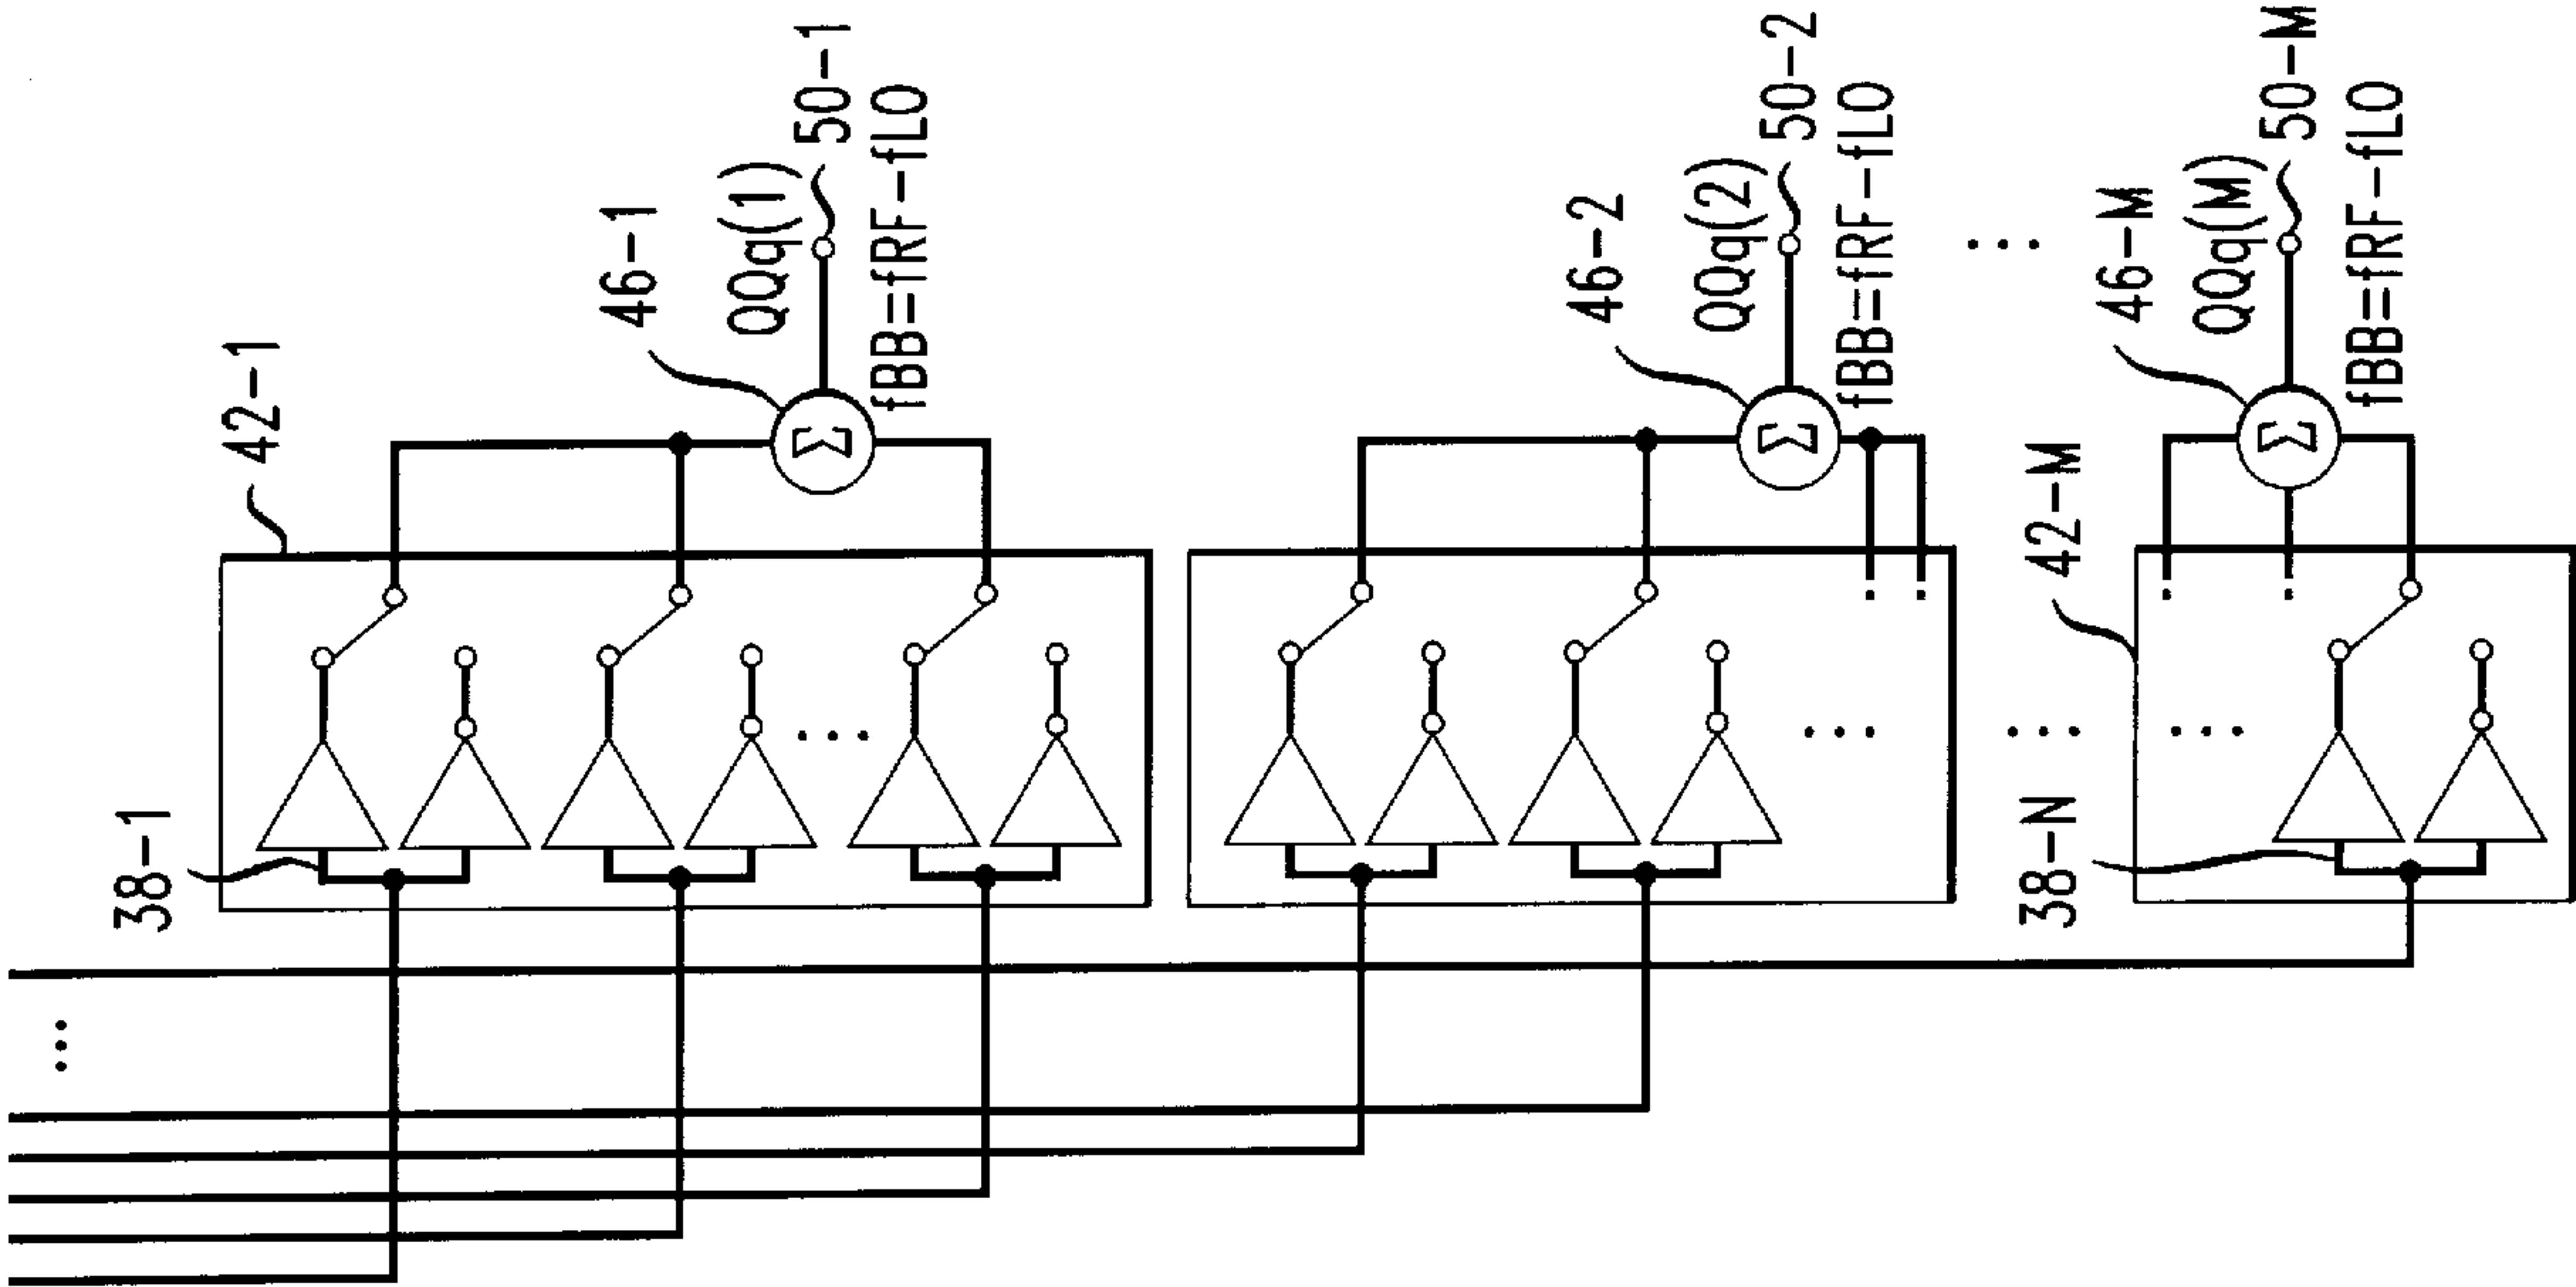 38-1
42-1
46-1
QQq(1)
50-1
fBB=fRF-fLO
Σ
46-2
QQq(2)
50-2
fBB=fRF-fLO
Σ
38-N
42-M
46-M
QQq(M)
50-M
fBB=fRF-fLO
Σ